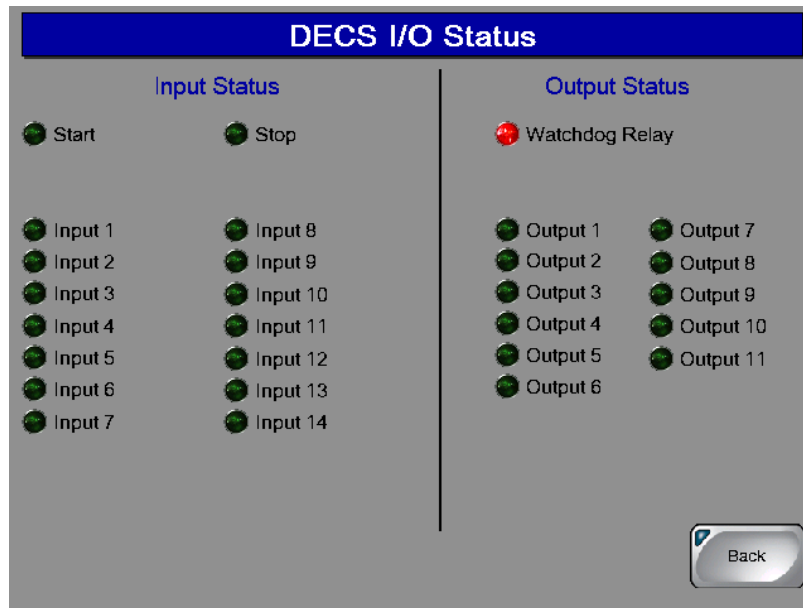 DECS I/O Status
Input Status
Start
Stop
Input 1
Input 8
Input 2
Input 9
Input 3
Input 10
Input 4
Input 11
Input 5
Input 12
Input 6
Input 13
Input 7
Input 14
Output Status
Watchdog Relay
Output 1
Output 7
Output 2
Output 8
Output 3
Output 9
Output 4
Output 10
Output 5
Output 11
Output 6
Back